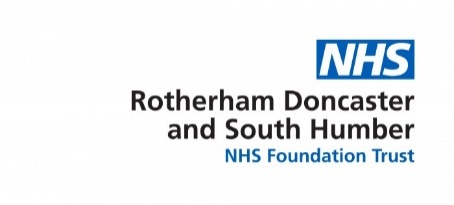 NHS
Rotherham Doncaster
and South Humber
NHS Foundation Trust